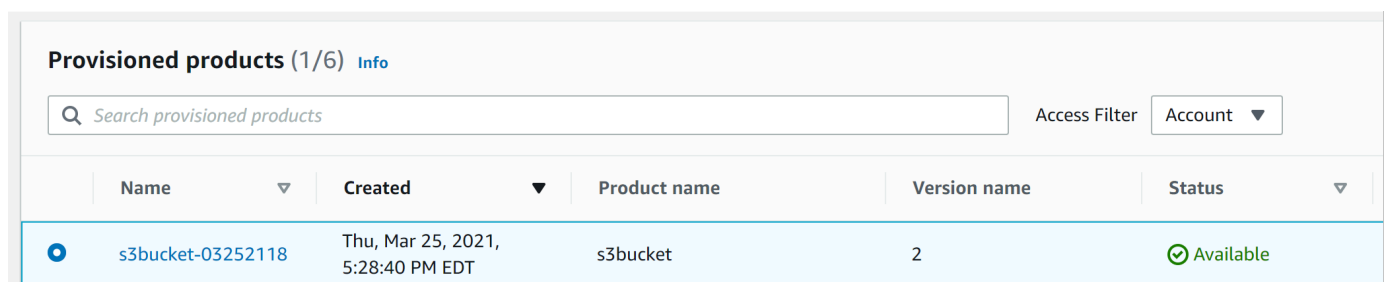 Provisioned products (1/6) Info
Search provisioned products
Access Filter
Account
Name
Created
Product name
Version name
Status
s3bucket-03252118
Thu, Mar 25, 2021,
5:28:40 PM EDT
s3bucket
2
Available